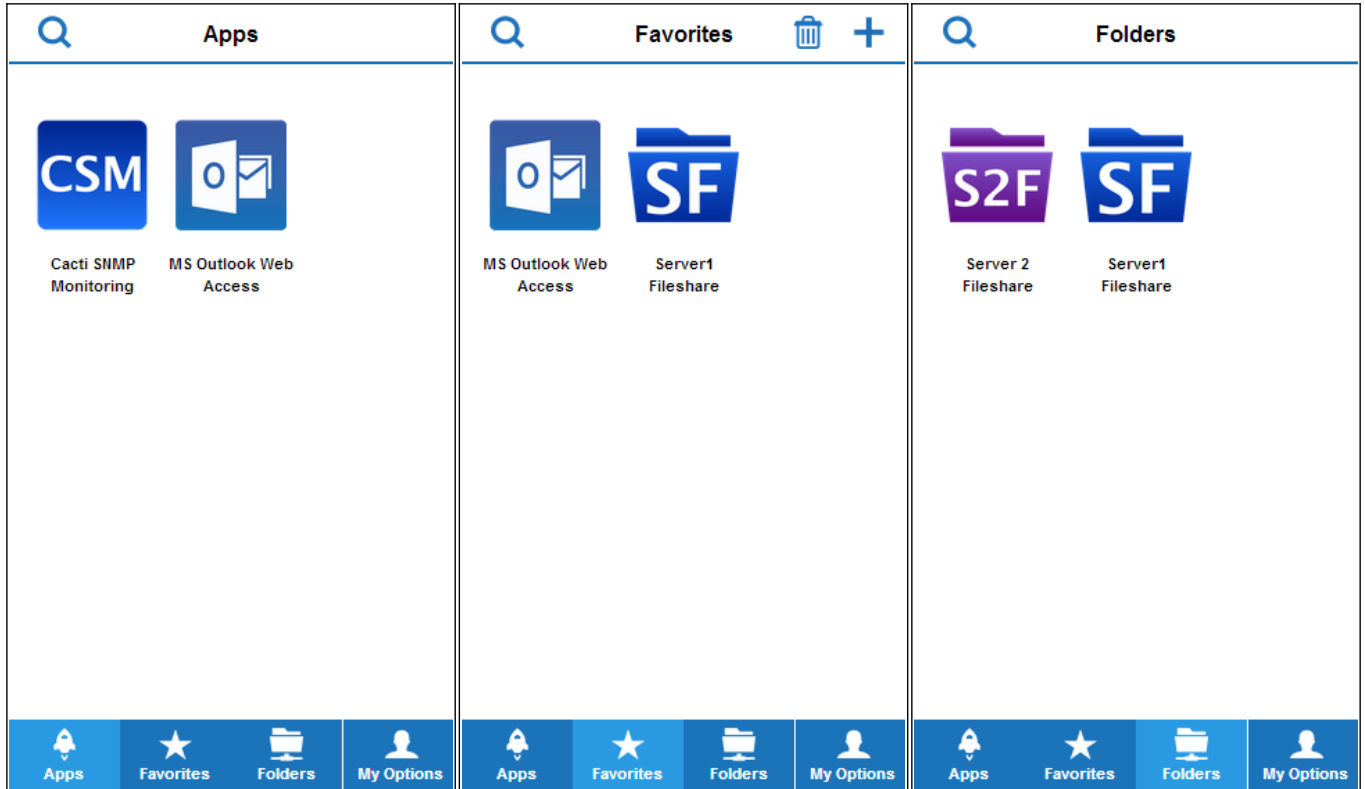 Apps
CSM
O
Cacti SNMP
Monitoring
MS Outlook Web
Access
Apps
Favorites
Folders
My Options
Favorites
O
SF
MS Outlook Web
Access
Server1
Fileshare
Apps
Favorites
Folders
My Options
Folders
S2F
SF
Server 2
Fileshare
Server1
Fileshare
Apps
Favorites
Folders
My Options